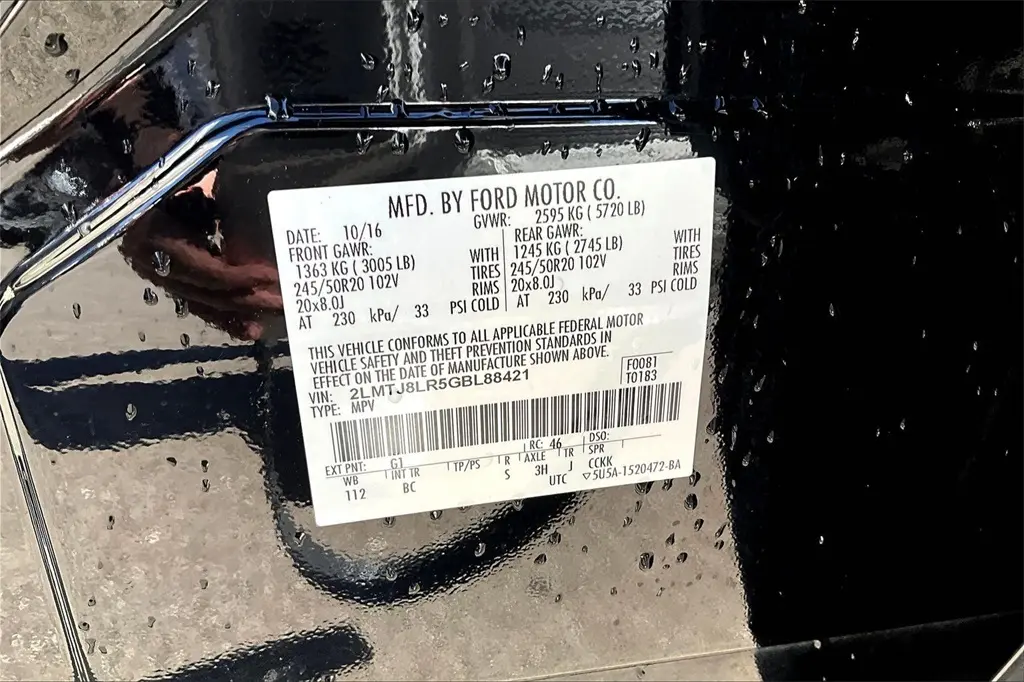 MFD. BY FORD MOTOR CO.
DATE: 10/16 GVWR: 2595 KG ( 5720 LB)
FRONT GAWR: REAR GAWR:
1363 KG ( 3005 LB) WITH 1245 KG ( 2745 LB) WITH
245/50R20 102V TIRES 245/50R20 102V TIRES
20x8.0J RIMS 20x8.0J RIMS
AT 230 kPa/ 33 PSI COLD AT 230 kPa/ 33 PSI COLD
THIS VEHICLE CONFORMS TO ALL APPLICABLE FEDERAL MOTOR
VEHICLE SAFETY AND THEFT PREVENTION STANDARDS IN
EFFECT ON THE DATE OF MANUFACTURE SHOWN ABOVE.
VIN: 2LMTJ8LR5GBL88421 F0081
TYPE: MPV T0183
EXT PNT: G1 RC: 46 DSO:
WB INT TR TP/PS R AXLE TR SPR
112 BC S 3H J CCKK
UTC ▽5U5A-1520472-BA